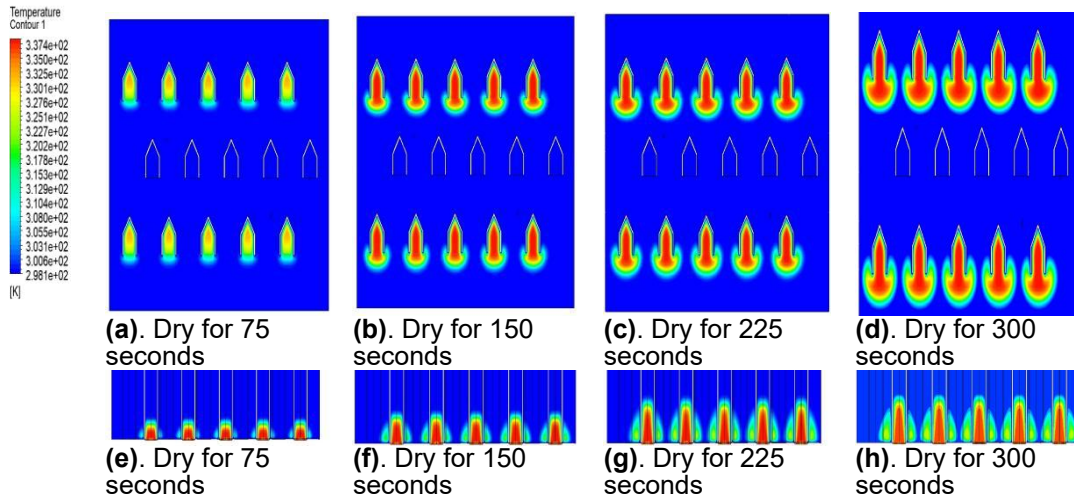 Temperature
Contour 1
3.374e+02
3.350e+02
3.325e+02
3.301e+02
3.276e+02
3.252e+02
3.227e+02
3.202e+02
3.178e+02
3.153e+02
3.129e+02
3.104e+02
3.080e+02
3.055e+02
3.031e+02
3.006e+02
2.981e+02
[K]
(a). Dry for 75
seconds
(b). Dry for 150
seconds
(c). Dry for 225
seconds
(d). Dry for 300
seconds
(e). Dry for 75
seconds
(f). Dry for 150
seconds
(g). Dry for 225
seconds
(h). Dry for 300
seconds